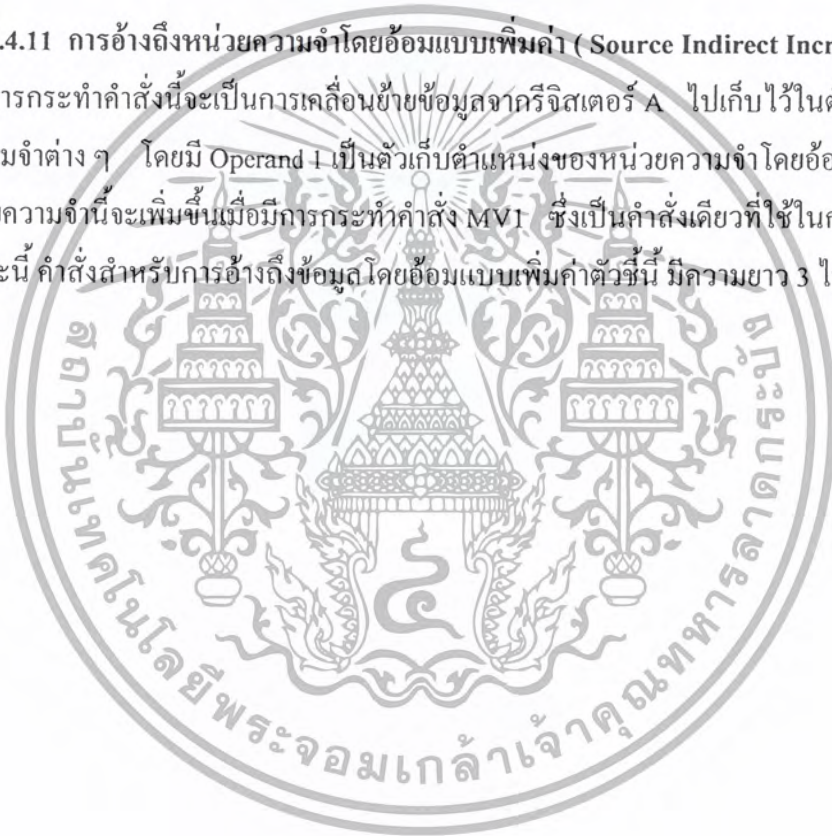 .4.11 การอ้างถึงหน่วยความจำโดยอ้อมแบบเพิ่มค่า ( Source Indirect Incr
ารกระทำคำสั่งนี้จะเป็นการเคลื่อนย้ายข้อมูลจากรีจิสเตอร์ A ไปเก็บไว้ในต
มจำต่าง ๆ โดยมี Operand 1 เป็นตัวเก็บตำแหน่งของหน่วยความจำโดยอ้อ
ยความจำนี้จะเพิ่มขึ้นเมื่อมีการกระทำคำสั่ง MV1 ซึ่งเป็นคำสั่งเดียวที่ใช้ในก
ะนี้ คำสั่งสำหรับการอ้างถึงข้อมูลโดยอ้อมแบบเพิ่มค่าตัวชี้นี้ มีความยาว 3 ไ
สถาบันเทคโนโลยีพระจอมเกล้าเจ้าคุณทหารลาดกระบัง